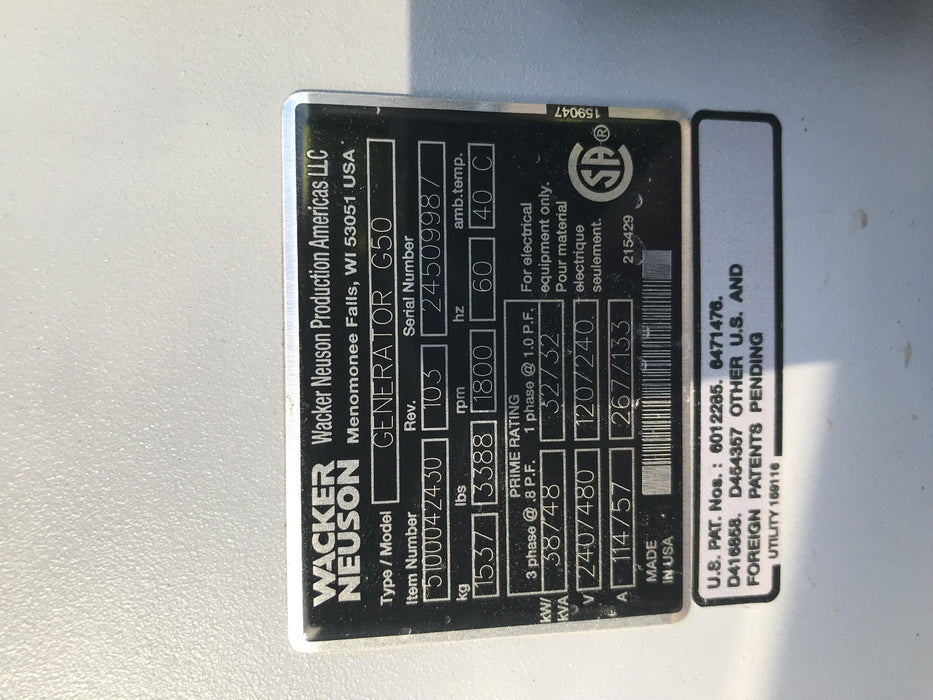 WACKER
NEUSON
Wacker Neuson Production Americas LLC
Menomonee Falls, WI 53051 USA
Type / Model GENERATOR G50
Item Number Rev. Serial Number
5100042430 103 24509987
kg lbs rpm hz amb.temp.
1537 3388 1800 60 40 C
PRIME RATING
3 phase @ .8 P.F. 1 phase @ 1.0 P.F.
kW/
kVA 38/48 32/32
V 240/480 120/240
A 114/57 267/133
For electrical
equipment only.
Pour material
electrique
seulement.
SA ®
159047
MADE
IN USA
215429
U.S. PAT. Nos. : 6012285. 6471476.
D416858. D454357 OTHER U.S. AND
FOREIGN PATENTS PENDING
UTILITY 159116